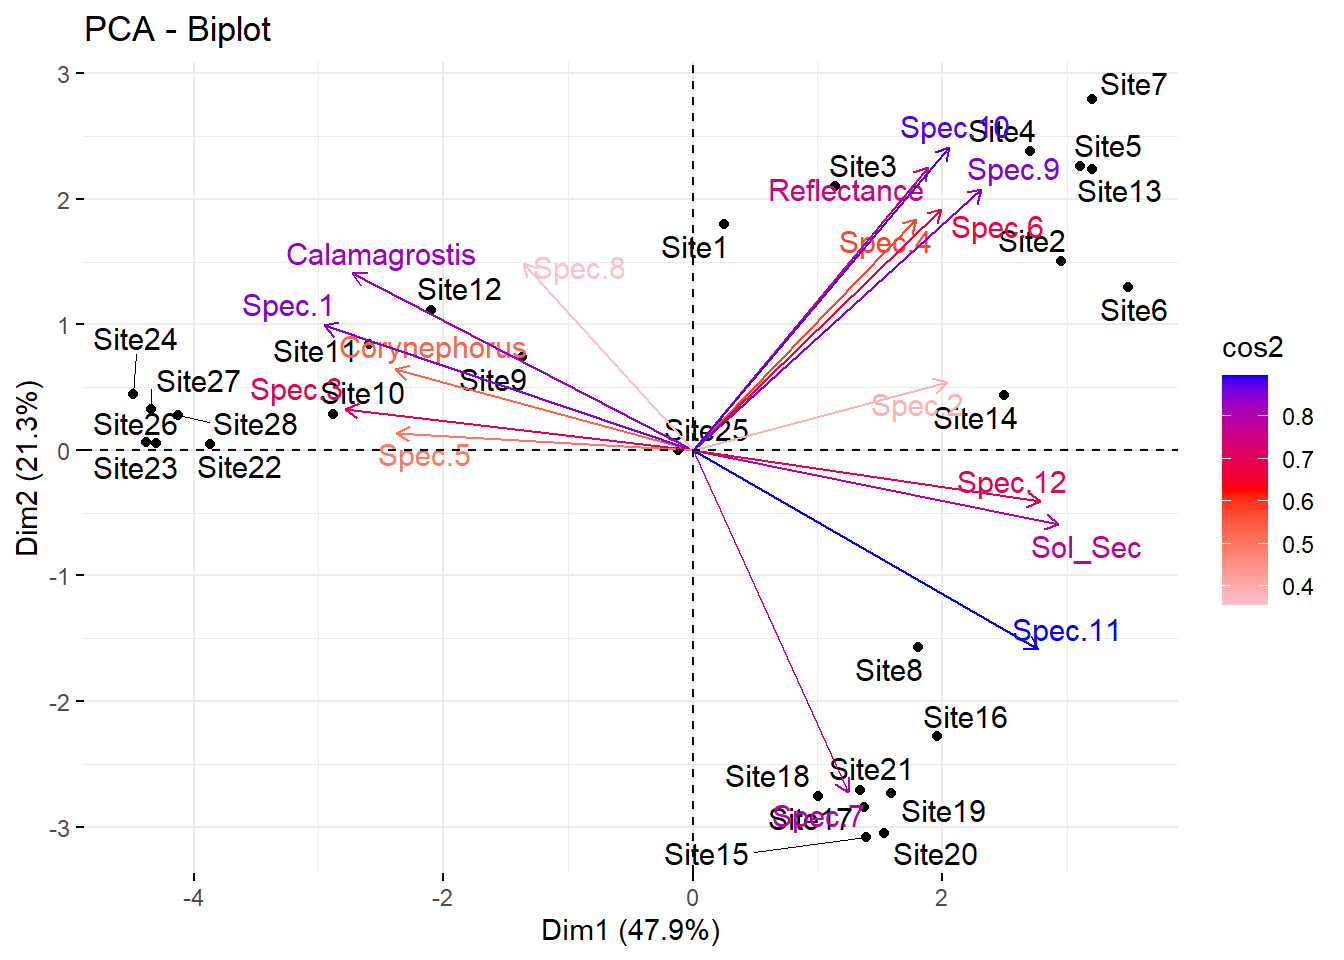 PCA - Biplot
3
Site7
Spec.10
Site4
Site5
Site3
Spec.9
Reflectance
Site13
2
Spec.6
Spec.4
Site2
Site1
Calamagrostis
Spec.8
Site12
Spec.1
Site6
1
Site24
Corynephorus
Site11
cos2
Site27
Site9
Spec.3
Site10
Spec.2
0.8
Site26
Site28
Site14
Site25
0
Dim2 (21.3%)
Spec.5
0.7
Site23
Site22
Spec.12
0.6
Sol_Sec
0.5
-1
0.4
Spec.11
Site8
-2
Site16
Site18
Site21
Site19
Spec.7
Site17
-3
Site15
Site20
-4
-2
0
2
Dim1 (47.9%)